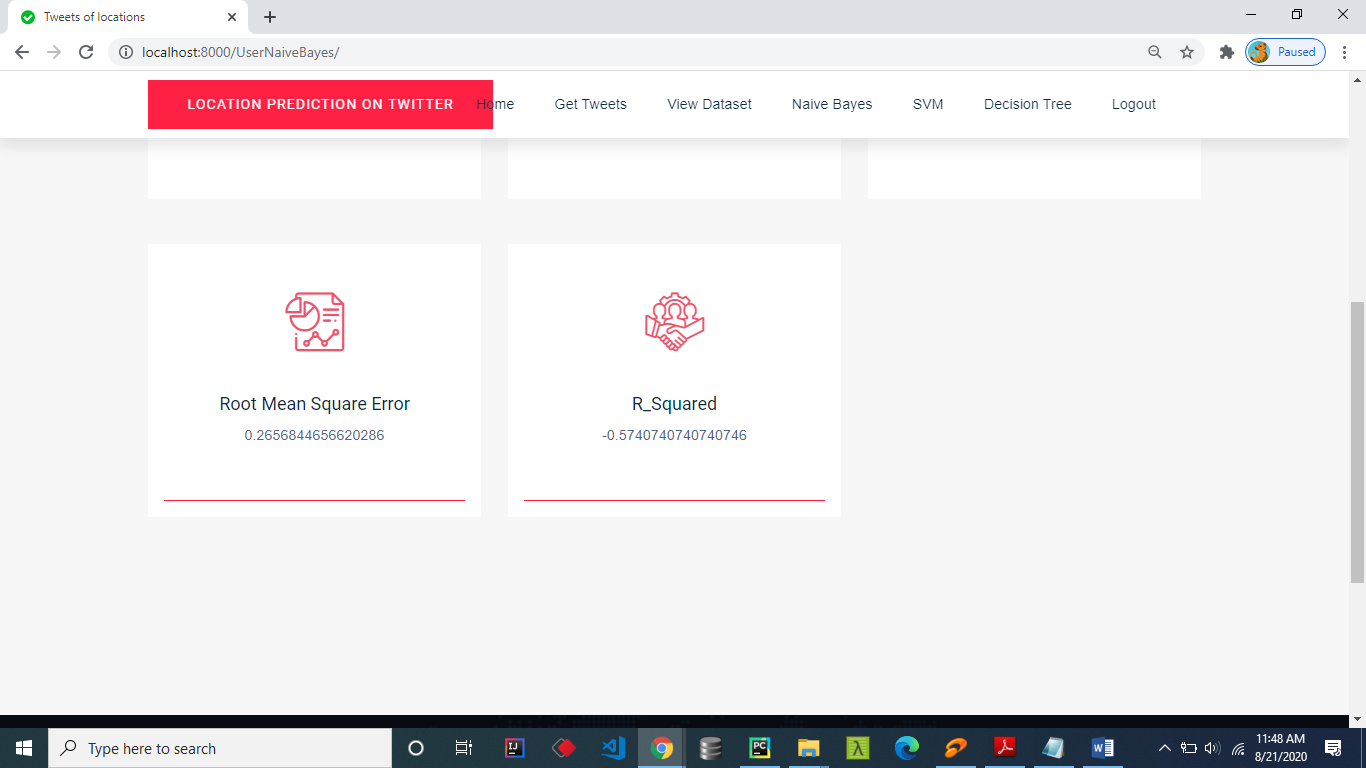 Tweets of locations
localhost:8000/UserNaiveBayes/
Paused
LOCATION PREDICTION ON TWITTER
Home
Get Tweets
View Dataset
Naive Bayes
SVM
Decision Tree
Logout
Root Mean Square Error
0.2656844656620286
R_Squared
-0.5740740740740746
Type here to search
IJ
PC
W
11:48 AM
8/21/2020